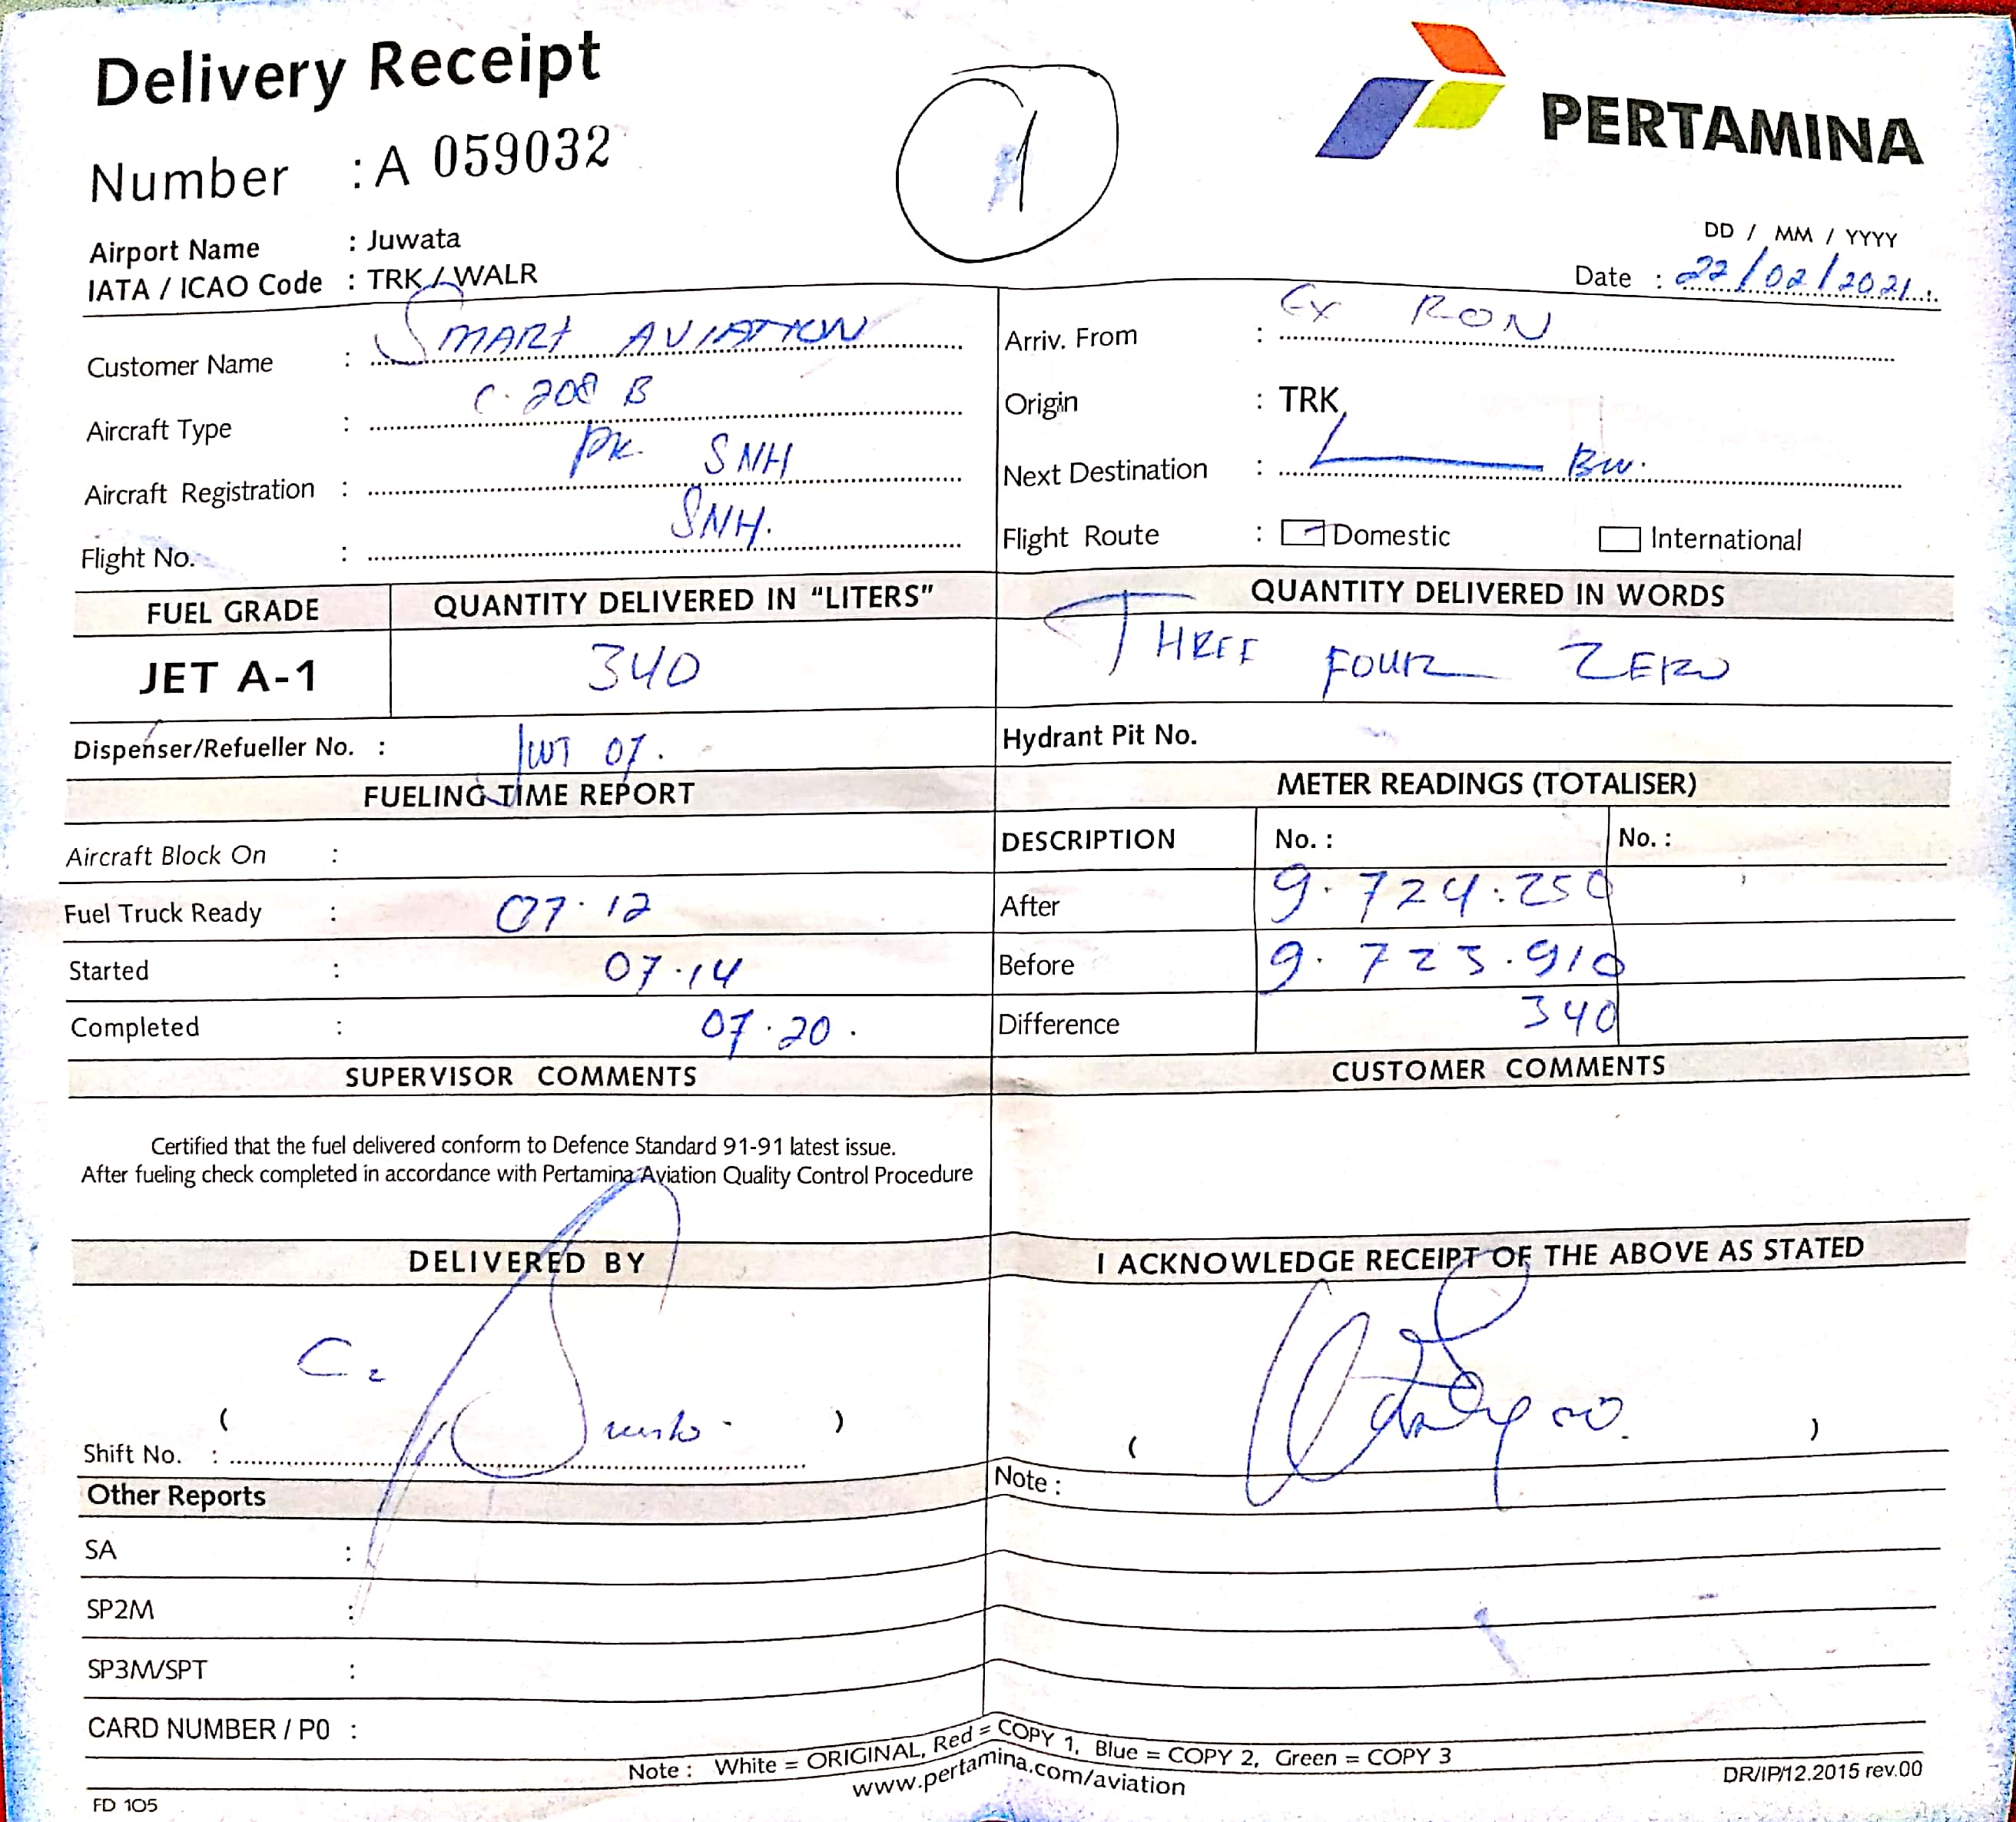 Delivery Receipt
1
PERTAMINA
Number : A 059032
Airport Name : Juwata
IATA / ICAO Code : TRK / WALR
DD / MM / YYYY
Date : 22/02/2021
Customer Name : SMART AVIATION
Arriv. From : Ex RON
Aircraft Type : C. 208 B
Origin : TRK
Aircraft Registration : PK. SNH
Next Destination : BW.
Flight No. : SNH.
Flight Route : Domestic International
FUEL GRADE QUANTITY DELIVERED IN "LITERS" QUANTITY DELIVERED IN WORDS
JET A-1 340 THREE FOUR ZERO
Dispenser/Refueller No. : JWT 07.
Hydrant Pit No.
FUELING TIME REPORT
METER READINGS (TOTALISER)
Aircraft Block On :
DESCRIPTION No. : No. :
Fuel Truck Ready : 07.12
After 9.724.250
Started : 07.14
Before 9.723.910
Completed : 07.20.
Difference 340
SUPERVISOR COMMENTS
CUSTOMER COMMENTS
Certified that the fuel delivered conform to Defence Standard 91-91 latest issue.
After fueling check completed in accordance with Pertamina Aviation Quality Control Procedure
DELIVERED BY
I ACKNOWLEDGE RECEIPT OF THE ABOVE AS STATED
( )
( )
Shift No. :
Note :
Other Reports
SA :
SP2M :
SP3M/SPT :
CARD NUMBER / P0 :
Note : White = ORIGINAL, Red = COPY 1, Blue = COPY 2, Green = COPY 3
www.pertamina.com/aviation
DR/IP/12.2015 rev.00
FD 105